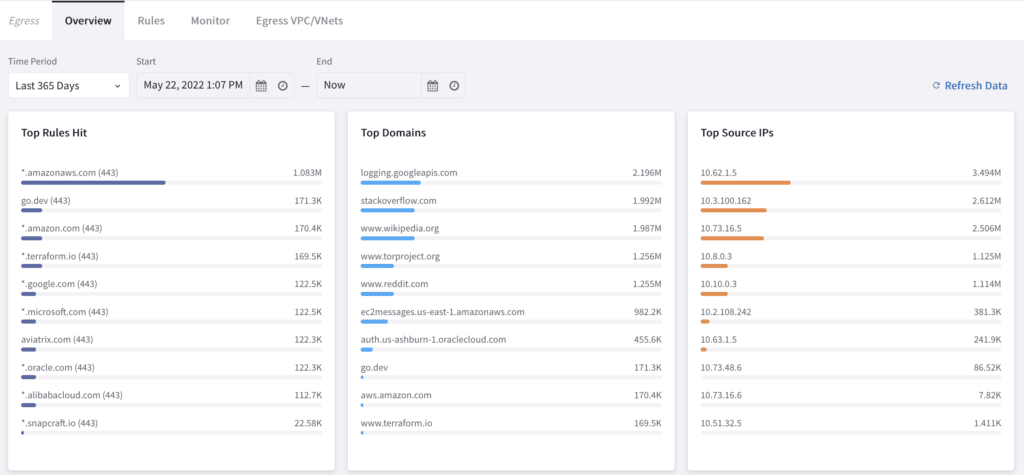 Egress Overview Rules Monitor Egress VPC/VNets
Time Period Start End
Last 365 Days May 22, 2022 1:07 PM — Now Refresh Data
Top Rules Hit
*.amazonaws.com (443) 1.083M
go.dev (443) 171.3K
*.amazon.com (443) 170.4K
*.terraform.io (443) 169.5K
*.google.com (443) 122.5K
*.microsoft.com (443) 122.5K
aviatrix.com (443) 122.3K
*.oracle.com (443) 122.3K
*.alibabacloud.com (443) 112.7K
*.snapcraft.io (443) 22.58K
Top Domains
logging.googleapis.com 2.196M
stackoverflow.com 1.992M
www.wikipedia.org 1.987M
www.torproject.org 1.256M
www.reddit.com 1.255M
ec2messages.us-east-1.amazonaws.com 982.2K
auth.us-ashburn-1.oraclecloud.com 455.6K
go.dev 171.3K
aws.amazon.com 170.4K
www.terraform.io 169.5K
Top Source IPs
10.62.1.5 3.494M
10.3.100.162 2.612M
10.73.16.5 2.506M
10.8.0.3 1.125M
10.10.0.3 1.114M
10.2.108.242 381.3K
10.63.1.5 241.9K
10.73.48.6 86.52K
10.73.16.6 7.82K
10.51.32.5 1.411K